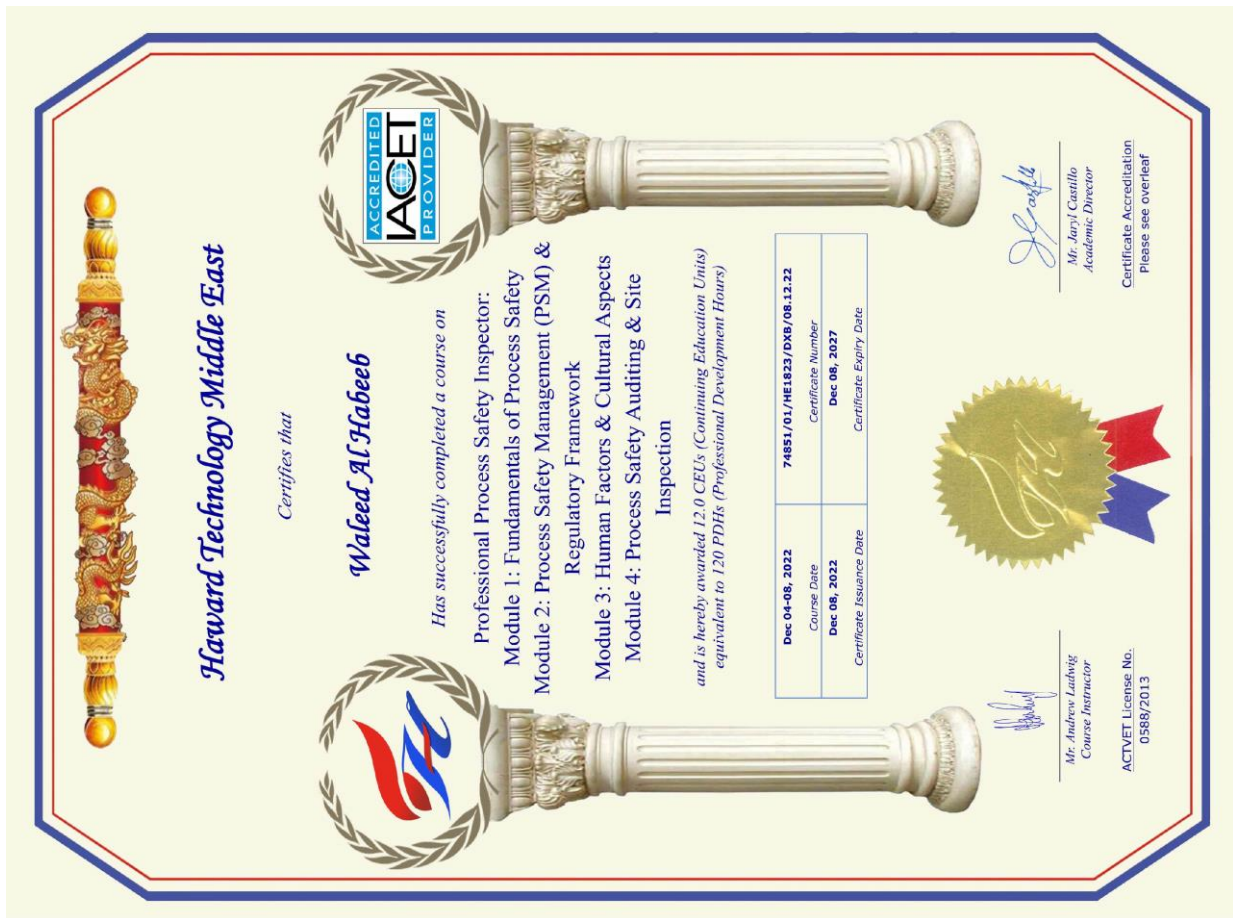 Haward Technology Middle East
Certifies that
Waleed Al Habeeb
Has successfully completed a course on
Professional Process Safety Inspector:
Module 1: Fundamentals of Process Safety
Module 2: Process Safety Management (PSM) &
Regulatory Framework
Module 3: Human Factors & Cultural Aspects
Module 4: Process Safety Auditing & Site
Inspection
and is hereby awarded 12.0 CEUs (Continuing Education Units)
equivalent to 120 PDHs (Professional Development Hours)
ACCREDITED
IACET
PROVIDER
Dec 04-08, 2022
Course Date
74851/01/HE1823/DXB/08.12.22
Certificate Number
Dec 08, 2022
Certificate Issuance Date
Dec 08, 2027
Certificate Expiry Date
Mr. Andrew Ladwig
Course Instructor
ACTVET License No.
0588/2013
Mr. Jaryl Castillo
Academic Director
Certificate Accreditation
Please see overleaf